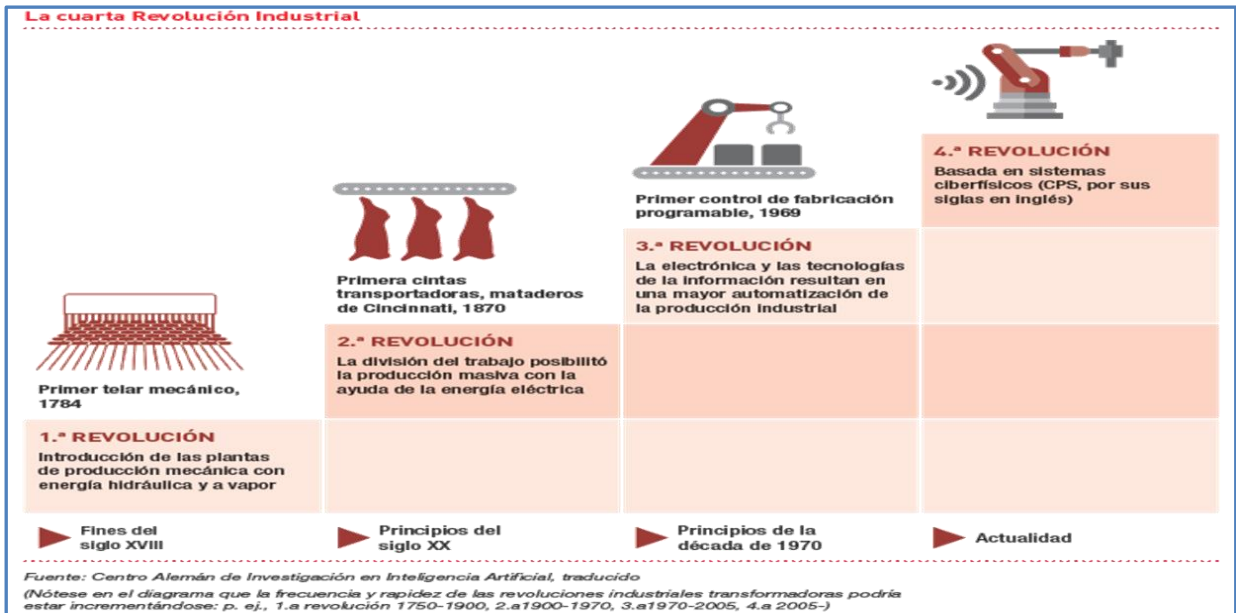 La cuarta Revolución Industrial
Primer telar mecánico,
1784
1.ª REVOLUCIÓN
Introducción de las plantas
de producción mecánica con
energía hidráulica y a vapor
Fines del
siglo XVIII
Primera cintas
transportadoras, mataderos
de Cincinnati, 1870
2.ª REVOLUCIÓN
La división del trabajo posibilitó
la producción masiva con la
ayuda de la energía eléctrica
Principios del
siglo XX
Primer control de fabricación
programable, 1969
3.ª REVOLUCIÓN
La electrónica y las tecnologías
de la información resultan en
una mayor automatización de
la producción industrial
Principios de la
década de 1970
4.ª REVOLUCIÓN
Basada en sistemas
ciberfísicos (CPS, por sus
siglas en inglés)
Actualidad
Fuente: Centro Alemán de Investigación en Inteligencia Artificial, traducido
(Nótese en el diagrama que la frecuencia y rapidez de las revoluciones industriales transformadoras podría
estar incrementándose: p. ej., 1.a revolución 1750-1900, 2.a1900-1970, 3.a1970-2005, 4.a 2005-)